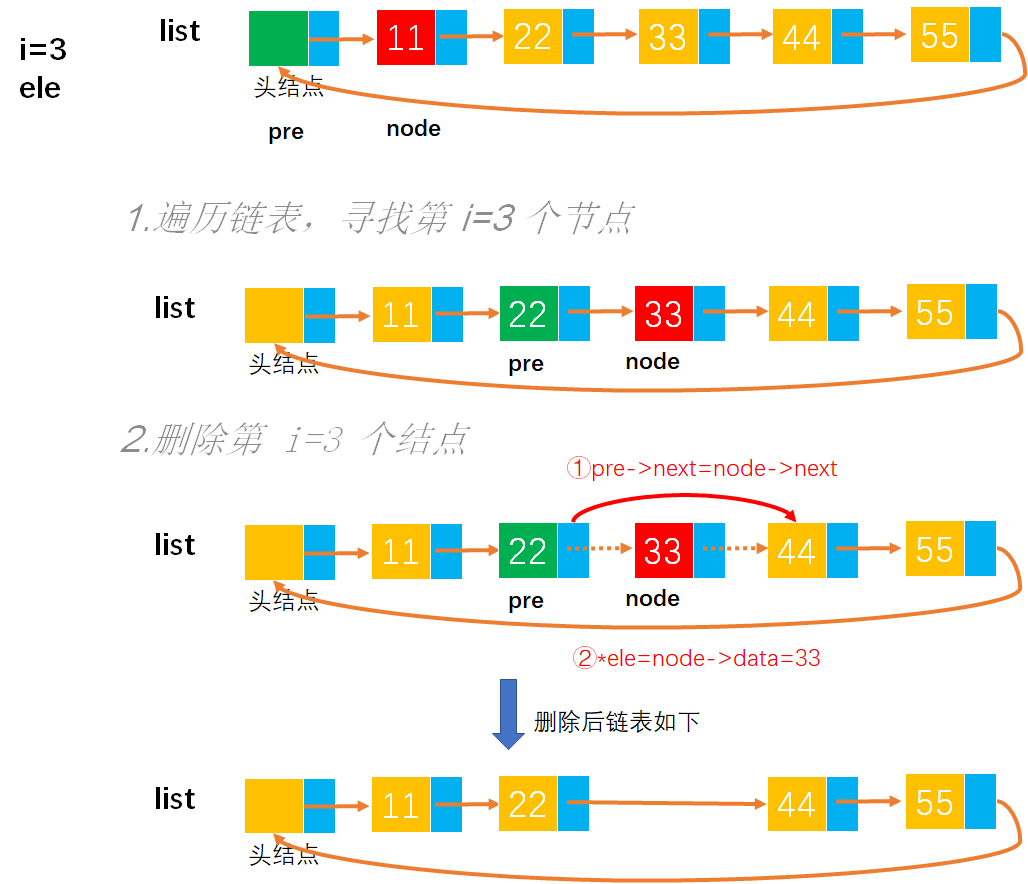 i=3
ele
list
11 22 33 44 55
头结点
pre node
1.遍历链表，寻找第 i=3 个节点
list
11 22 33 44 55
头结点
pre node
2.删除第 i=3 个结点
①pre->next=node->next
list
11 22 33 44 55
头结点
pre node
②*ele=node->data=33
删除后链表如下
list
11 22 44 55
头结点